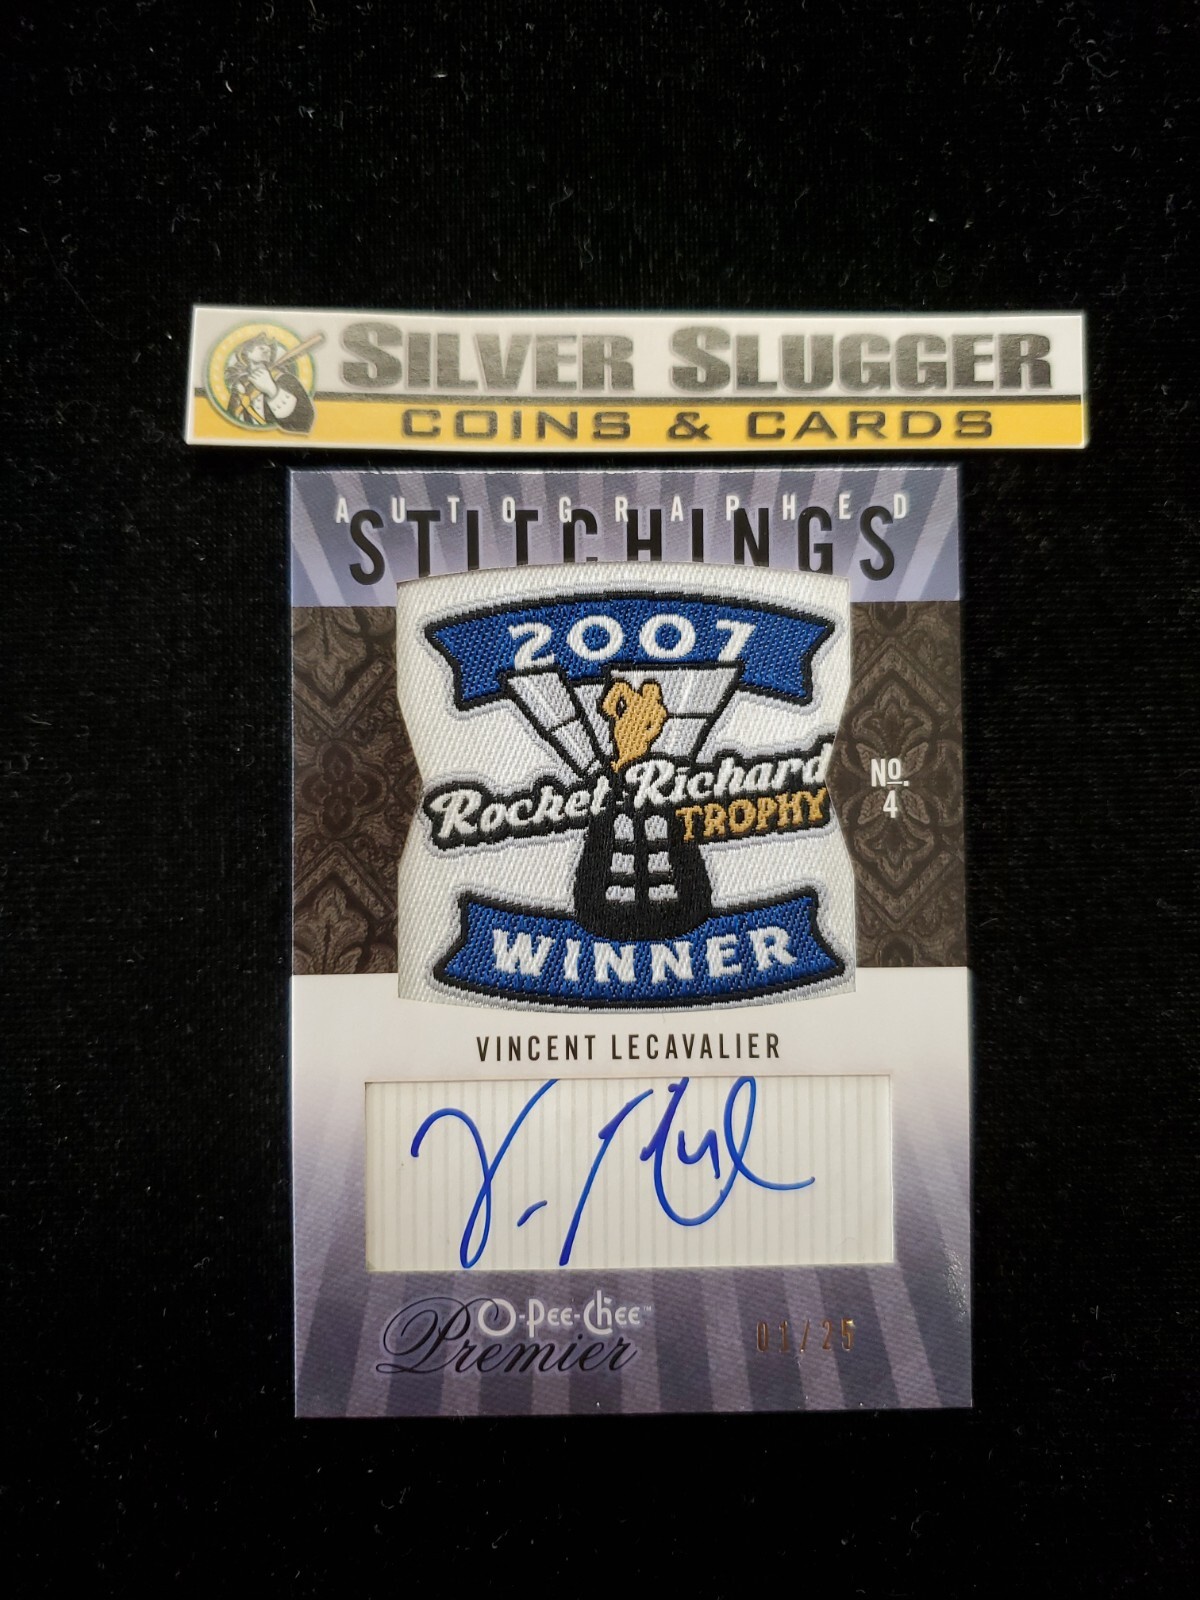 SILVER SLUGGER
COINS & CARDS
AUTOGRAPHED
STITCHINGS
2007
Rocket Richard
TROPHY
WINNER
No.
4
VINCENT LECAVALIER
O-Pee-Chee™
Premier
01/25